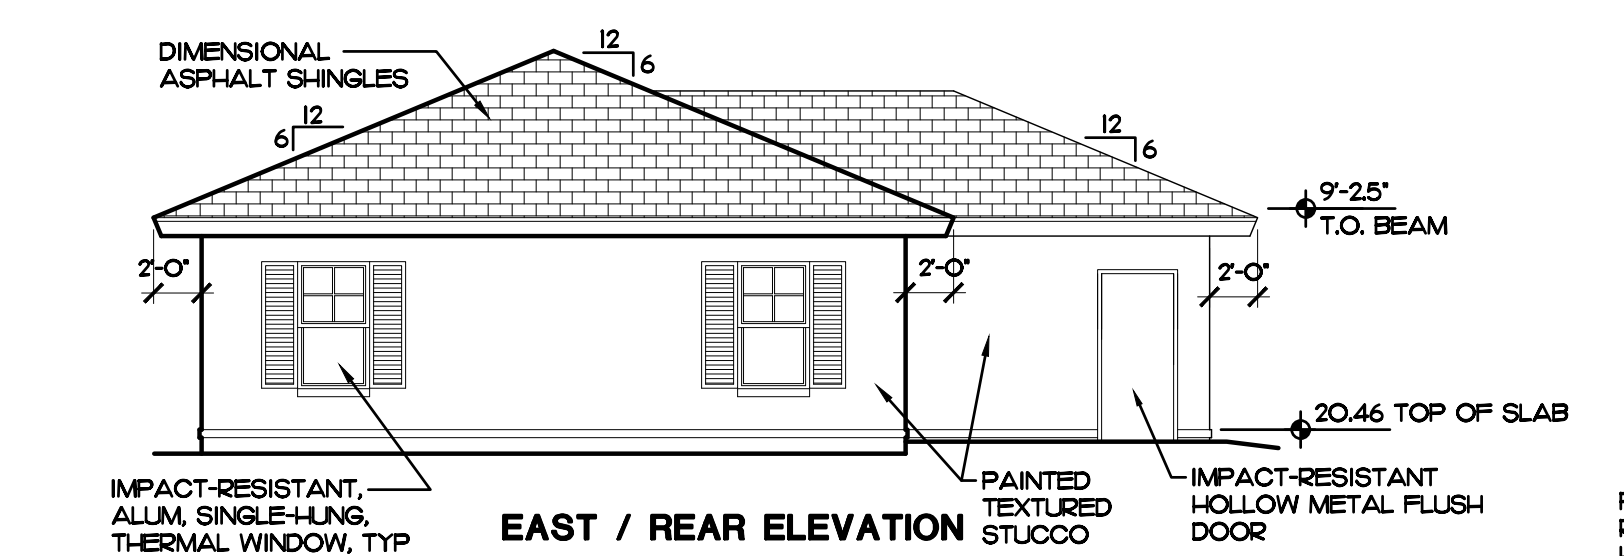 DIMENSIONAL
ASPHALT SHINGLES
12
6
12
6
12
6
9'-2.5"
T.O. BEAM
2'-0"
2'-0"
2'-0"
20.46 TOP OF SLAB
IMPACT-RESISTANT,
ALUM, SINGLE-HUNG,
THERMAL WINDOW, TYP
EAST / REAR ELEVATION
PAINTED
TEXTURED
STUCCO
IMPACT-RESISTANT
HOLLOW METAL FLUSH
DOOR